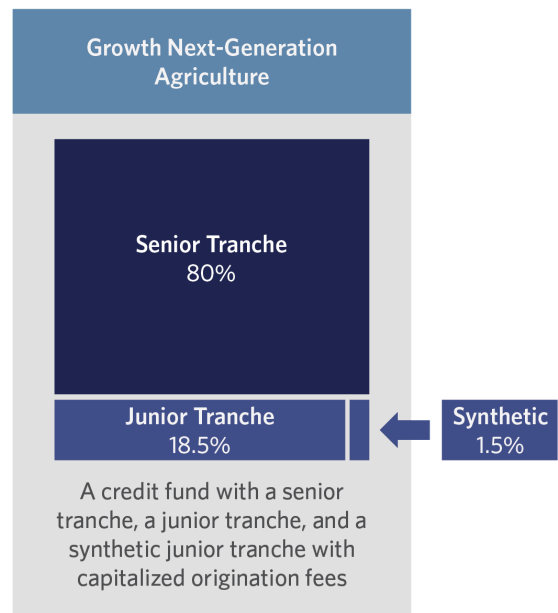 Growth Next-Generation
Agriculture
Senior Tranche
80%
Junior Tranche
18.5%
Synthetic
1.5%
A credit fund with a senior
tranche, a junior tranche, and a
synthetic junior tranche with
capitalized origination fees